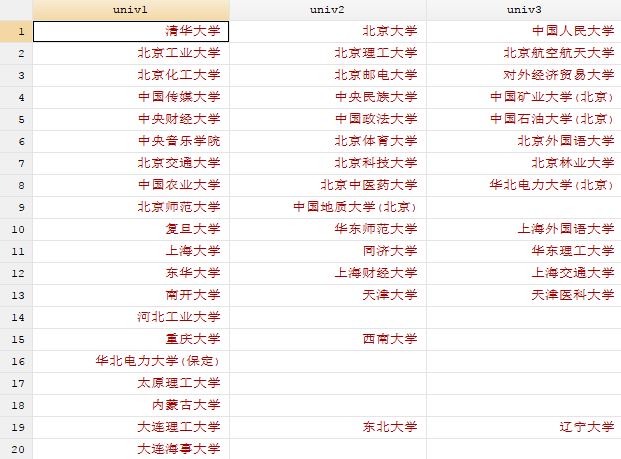 univ1 univ2 univ3
1 清华大学 北京大学 中国人民大学
2 北京工业大学 北京理工大学 北京航空航天大学
3 北京化工大学 北京邮电大学 对外经济贸易大学
4 中国传媒大学 中央民族大学 中国矿业大学(北京)
5 中央财经大学 中国政法大学 中国石油大学(北京)
6 中央音乐学院 北京体育大学 北京外国语大学
7 北京交通大学 北京科技大学 北京林业大学
8 中国农业大学 北京中医药大学 华北电力大学(北京)
9 北京师范大学 中国地质大学(北京)
10 复旦大学 华东师范大学 上海外国语大学
11 上海大学 同济大学 华东理工大学
12 东华大学 上海财经大学 上海交通大学
13 南开大学 天津大学 天津医科大学
14 河北工业大学
15 重庆大学 西南大学
16 华北电力大学(保定)
17 太原理工大学
18 内蒙古大学
19 大连理工大学 东北大学 辽宁大学
20 大连海事大学